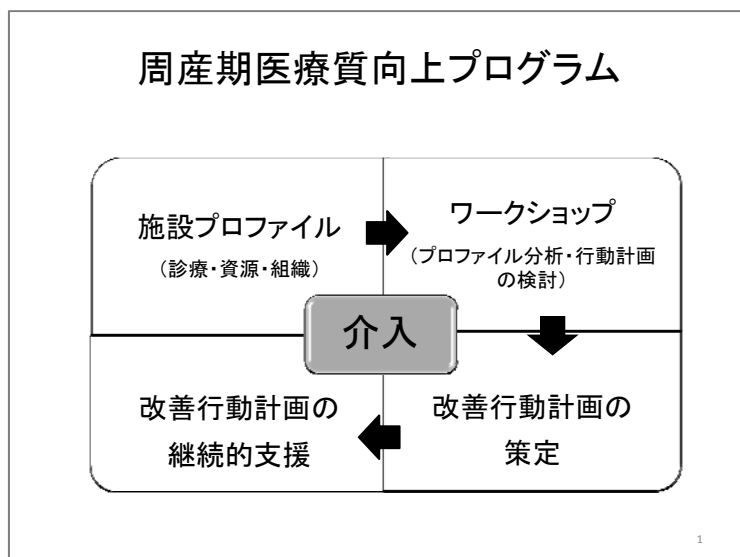 周産期医療質向上プログラム
施設プロファイル
（診療・資源・組織）
ワークショップ
（プロファイル分析・行動計画
の検討）
介入
改善行動計画の
継続的支援
改善行動計画の
策定
1